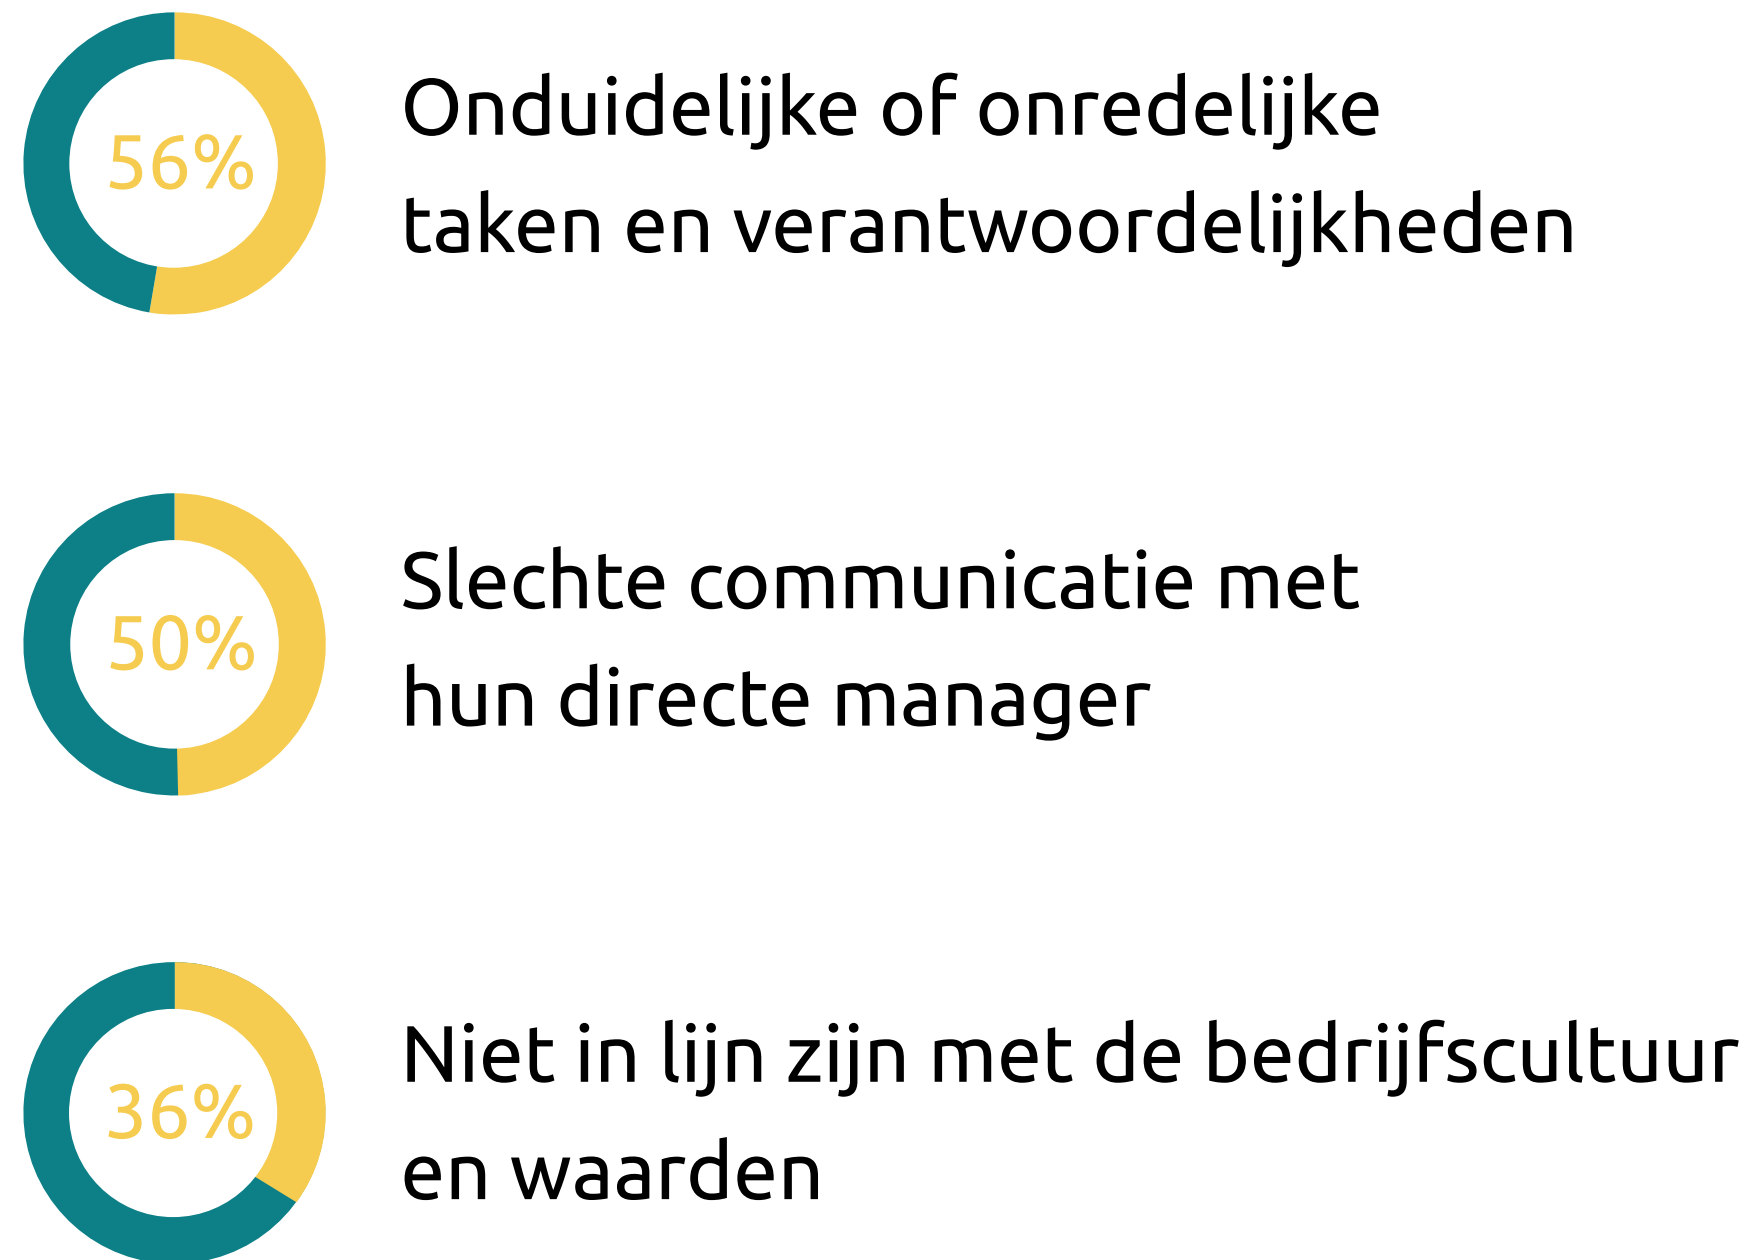 56%
Onduidelijke of onredelijke
taken en verantwoordelijkheden
50%
Slechte communicatie met
hun directe manager
36%
Niet in lijn zijn met de bedrijfscultuur
en waarden